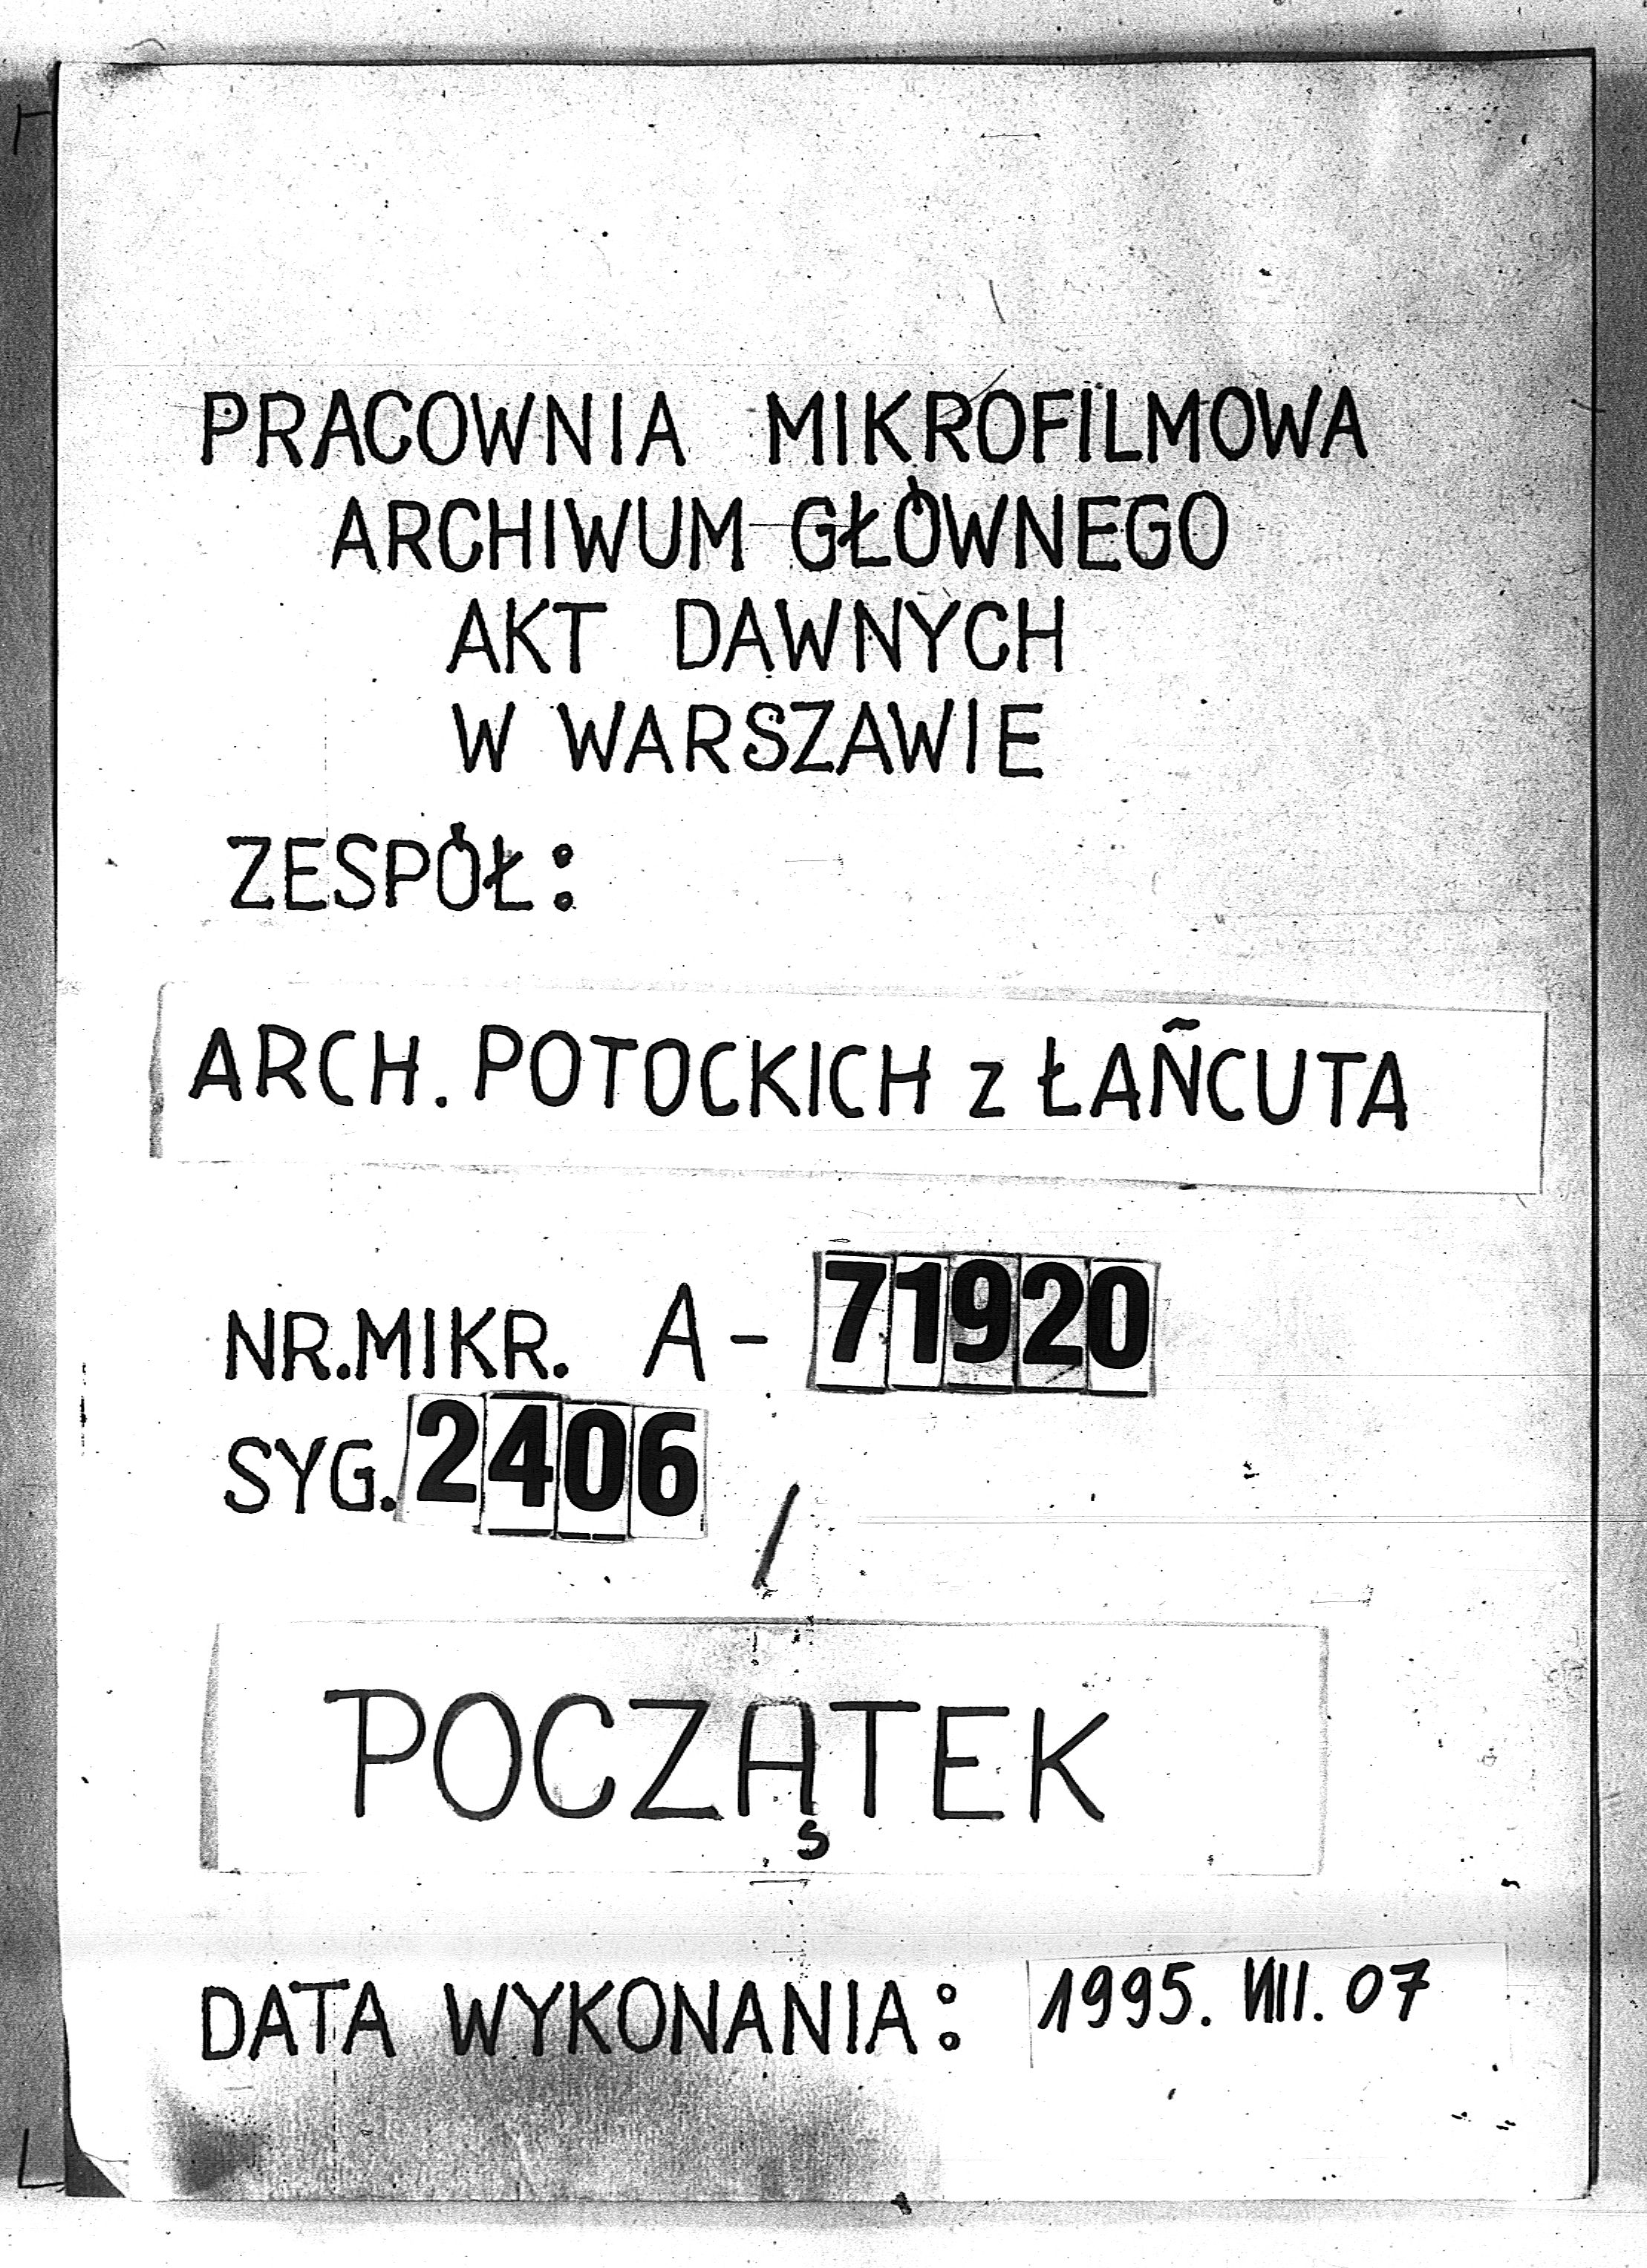 PRACOWNIA MIKROFILMOWA
ARCHIWUM GŁÓWNEGO
AKT DAWNYCH
W WARSZAWIE
ZESPÓŁ:
ARCH. POTOCKICH z ŁAŃCUTA
NR. MIKR. A - 71920
SYG. 2406 /
POCZĄTEK
DATA WYKONANIA: 1995. VIII. 07